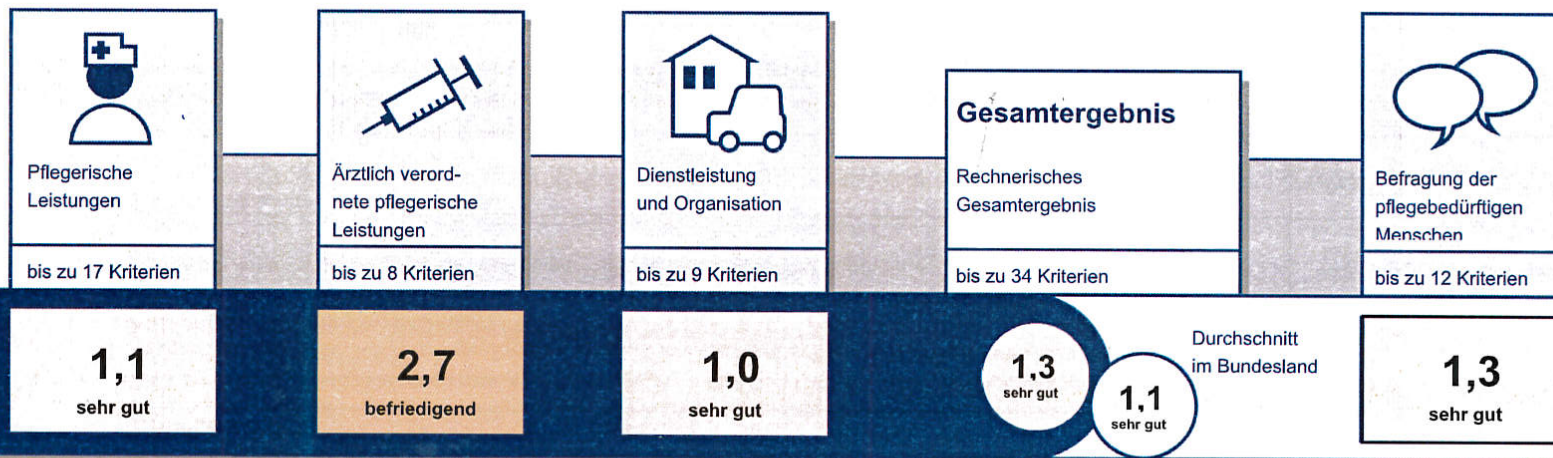 Pflegerische
Leistungen
bis zu 17 Kriterien
1,1
sehr gut
Ärztlich verord-
nete pflegerische
Leistungen
bis zu 8 Kriterien
2,7
befriedigend
Dienstleistung
und Organisation
bis zu 9 Kriterien
1,0
sehr gut
Gesamtergebnis
Rechnerisches
Gesamtergebnis
bis zu 34 Kriterien
1,3
sehr gut
1,1
sehr gut
Durchschnitt
im Bundesland
Befragung der
pflegebedürftigen
Menschen
bis zu 12 Kriterien
1,3
sehr gut